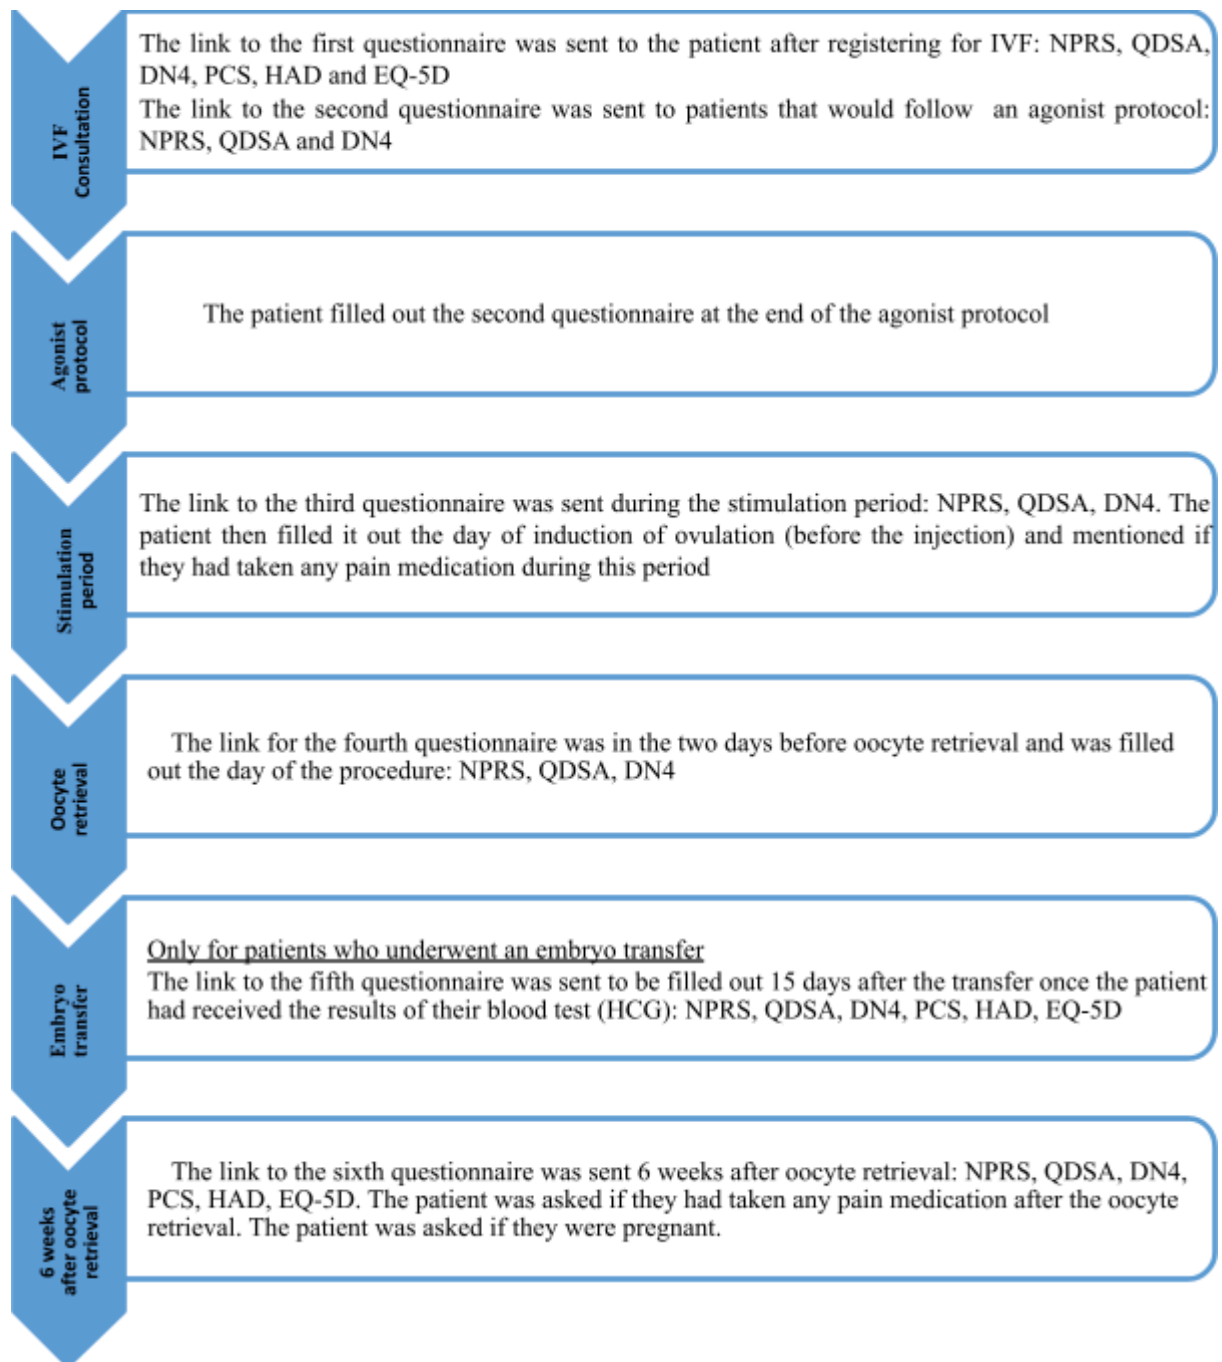 IVF
Consultation
The link to the first questionnaire was sent to the patient after registering for IVF: NPRS, QDSA,
DN4, PCS, HAD and EQ-5D
The link to the second questionnaire was sent to patients that would follow an agonist protocol:
NPRS, QDSA and DN4
Agonist
protocol
The patient filled out the second questionnaire at the end of the agonist protocol
Stimulation
period
The link to the third questionnaire was sent during the stimulation period: NPRS, QDSA, DN4. The
patient then filled it out the day of induction of ovulation (before the injection) and mentioned if
they had taken any pain medication during this period
Oocyte
retrieval
The link for the fourth questionnaire was in the two days before oocyte retrieval and was filled
out the day of the procedure: NPRS, QDSA, DN4
Embryo
transfer
Only for patients who underwent an embryo transfer
The link to the fifth questionnaire was sent to be filled out 15 days after the transfer once the patient
had received the results of their blood test (HCG): NPRS, QDSA, DN4, PCS, HAD, EQ-5D
6 weeks
after oocyte
retrieval
The link to the sixth questionnaire was sent 6 weeks after oocyte retrieval: NPRS, QDSA, DN4,
PCS, HAD, EQ-5D. The patient was asked if they had taken any pain medication after the oocyte
retrieval. The patient was asked if they were pregnant.